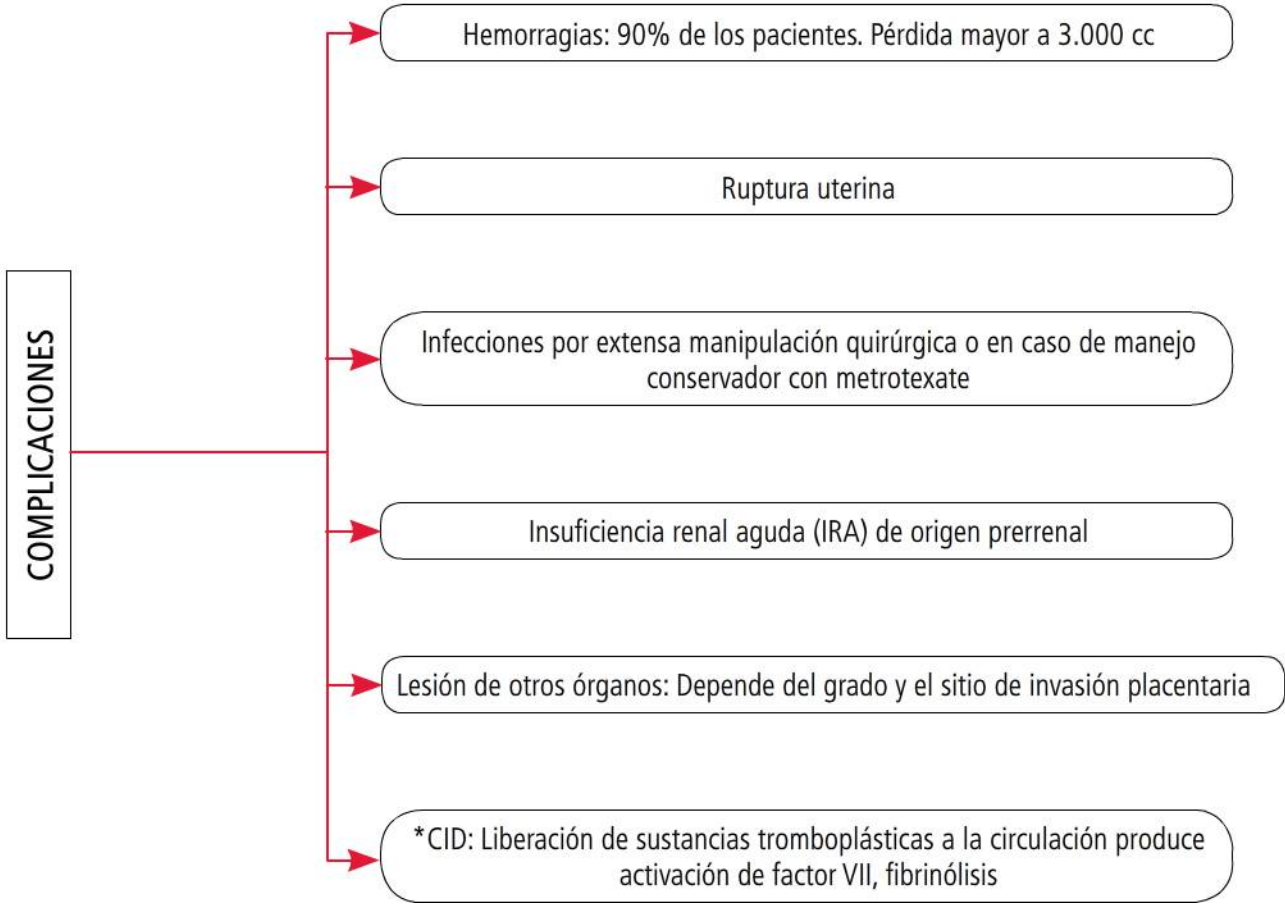 COMPLICACIONES
Hemorragias: 90% de los pacientes. Pérdida mayor a 3.000 cc
Ruptura uterina
Infecciones por extensa manipulación quirúrgica o en caso de manejo
conservador con metrotexate
Insuficiencia renal aguda (IRA) de origen prerrenal
Lesión de otros órganos: Depende del grado y el sitio de invasión placentaria
*CID: Liberación de sustancias tromboplásticas a la circulación produce
activación de factor VII, fibrinólisis